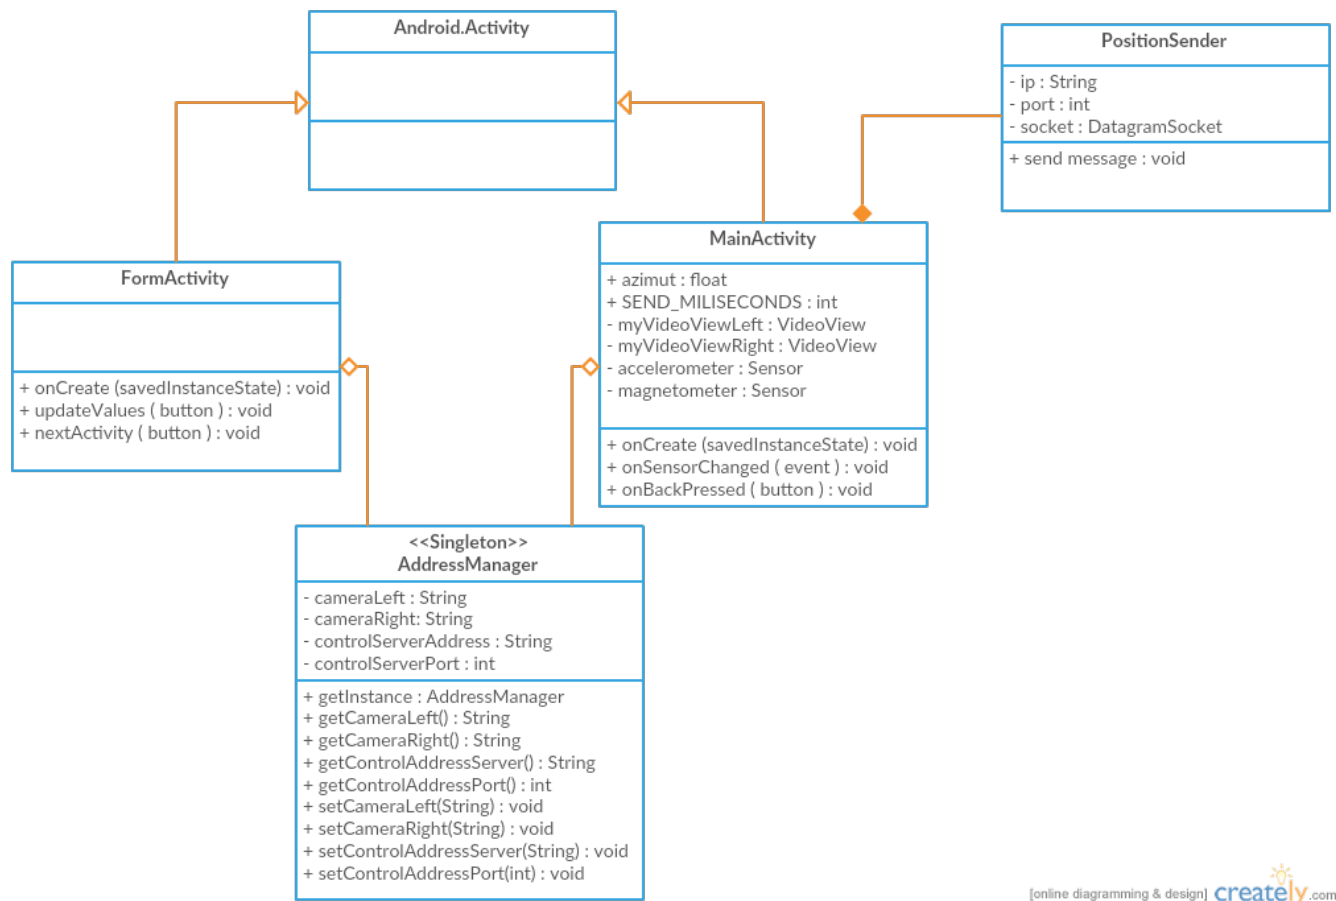 Android.Activity
PositionSender
- ip : String
- port : int
- socket : DatagramSocket
+ send message : void
MainActivity
+ azimut : float
+ SEND_MILISECONDS : int
- myVideoViewLeft : VideoView
- myVideoViewRight : VideoView
- accelerometer : Sensor
- magnetometer : Sensor
+ onCreate (savedInstanceState) : void
+ onSensorChanged ( event ) : void
+ onBackPressed ( button ) : void
FormActivity
+ onCreate (savedInstanceState) : void
+ updateValues ( button ) : void
+ nextActivity ( button ) : void
<<Singleton>>
AddressManager
- cameraLeft : String
- cameraRight: String
- controlServerAddress : String
- controlServerPort : int
+ getInstance : AddressManager
+ getCameraLeft() : String
+ getCameraRight() : String
+ getControlAddressServer() : String
+ getControlAddressPort() : int
+ setCameraLeft(String) : void
+ setCameraRight(String) : void
+ setControlAddressServer(String) : void
+ setControlAddressPort(int) : void
[online diagramming & design] creately.com